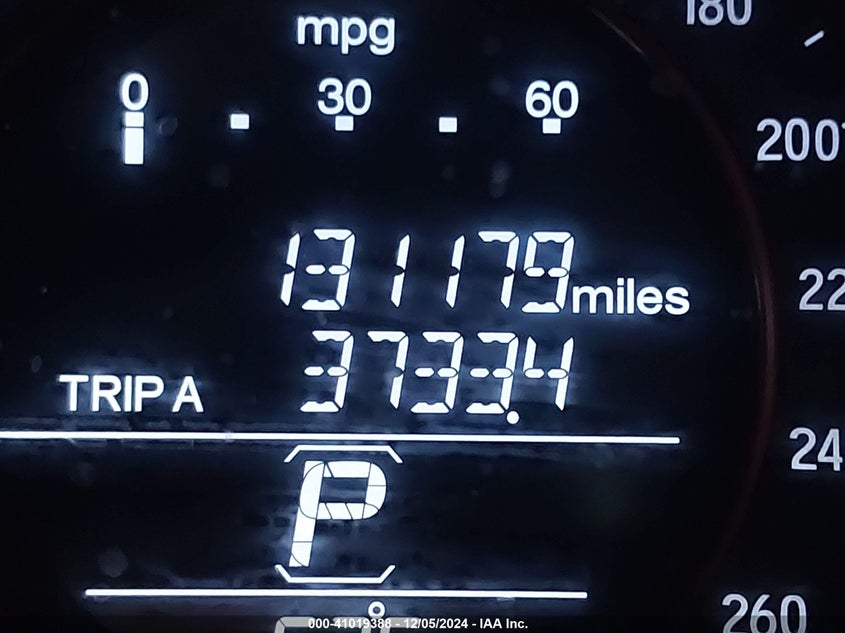 mpg
180
0 30 60
200
131179 miles
22
TRIP A 3733.4
24
P
260
000-41019388 - 12/05/2024 - IAA Inc.